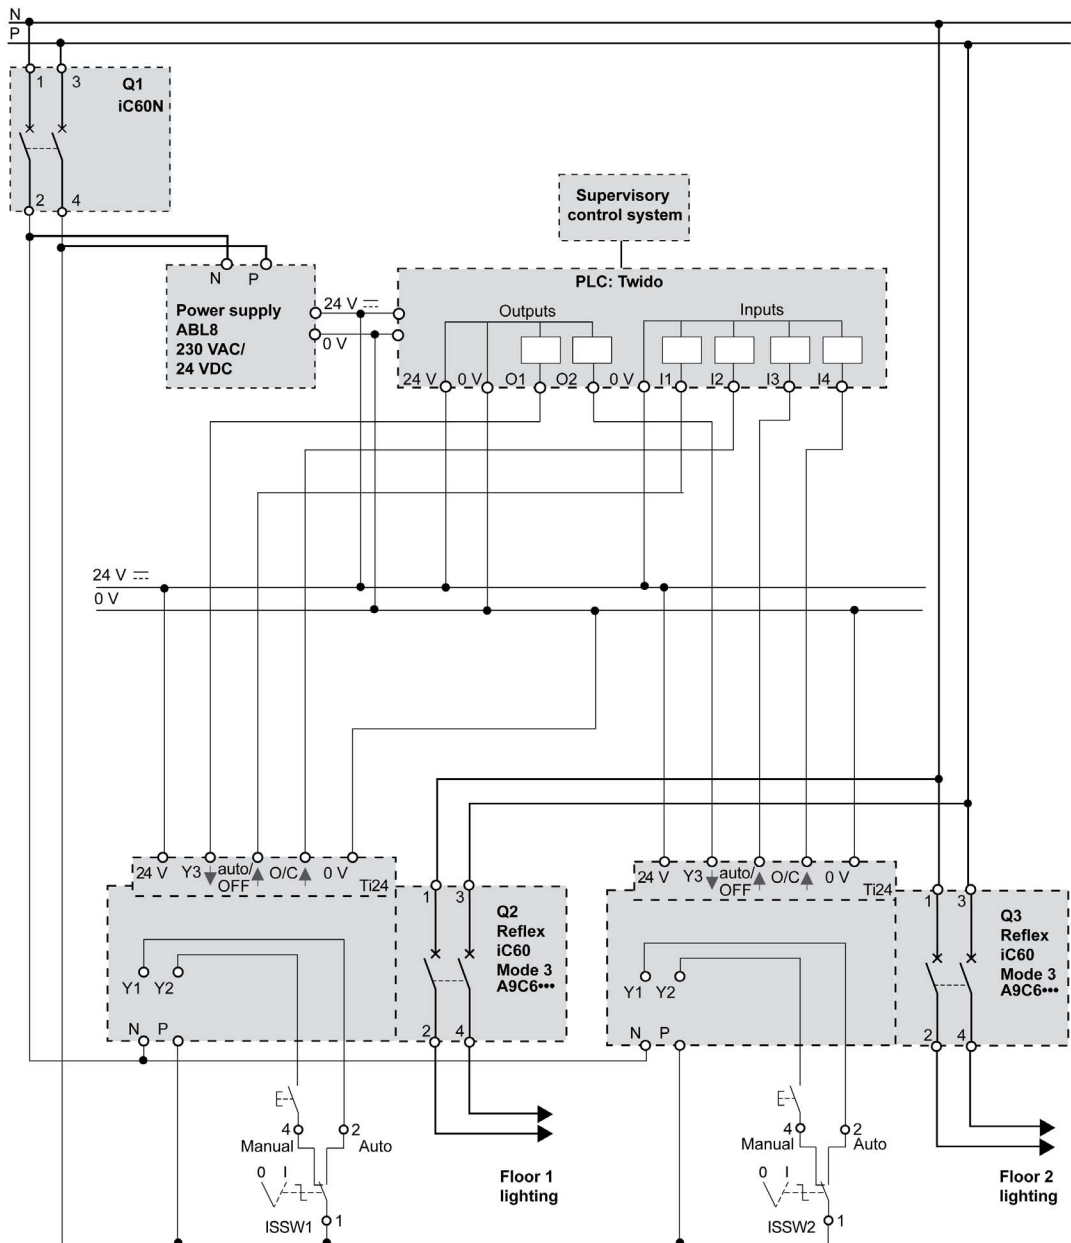 N
P
1 3 Q1
iC60N
2 4
Supervisory
control system
N P
Power supply
ABL8
230 VAC/
24 VDC
24 V
0 V
PLC: Twido
Outputs Inputs
24 V 0 V O1 O2 0 V I1 I2 I3 I4
24 V
0 V
24 V Y3 auto/
OFF O/C 0 V
Ti24
1 3 Q2
Reflex
iC60
Mode 3
A9C6•••
Y1 Y2
N P
2 4
4 2
Manual Auto
0 I
ISSW1 1
Floor 1
lighting
24 V Y3 auto/
OFF O/C 0 V
Ti24
1 3 Q3
Reflex
iC60
Mode 3
A9C6•••
Y1 Y2
N P
2 4
4 2
Manual Auto
0 I
ISSW2 1
Floor 2
lighting